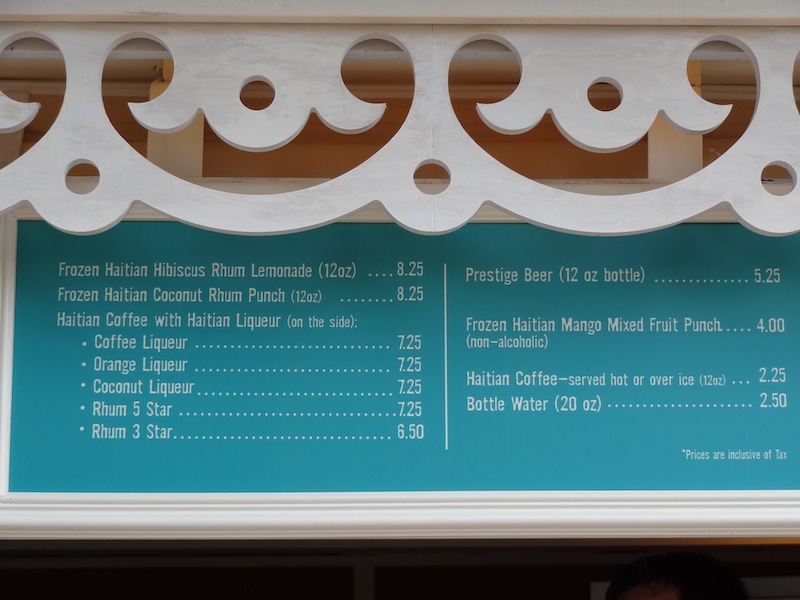 Frozen Haitian Hibiscus Rhum Lemonade (12oz) ....8.25
Frozen Haitian Coconut Rhum Punch (12oz) .......8.25
Haitian Coffee with Haitian Liqueur (on the side):
• Coffee Liqueur ............................ 7.25
• Orange Liqueur ............................ 7.25
• Coconut Liqueur............................ 7.25
• Rhum 5 Star ...............................7.25
• Rhum 3 Star............................... 6.50
Prestige Beer (12 oz bottle) .............. 5.25
Frozen Haitian Mango Mixed Fruit Punch..... 4.00
(non-alcoholic)
Haitian Coffee–served hot or over ice (12oz) ... 2.25
Bottle Water (20 oz) ..................... 2.50
*Prices are inclusive of Tax